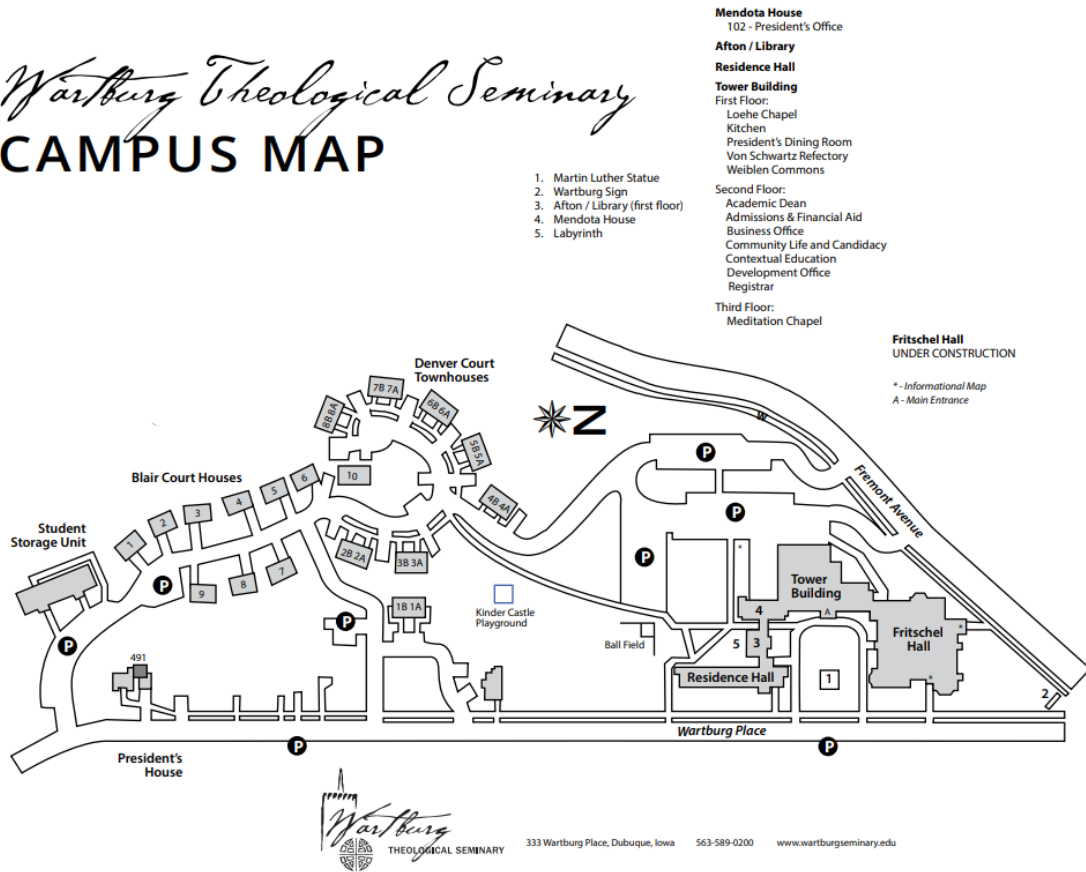 Wartburg Theological Seminary
CAMPUS MAP
Mendota House
102 - President's Office
Afton / Library
Residence Hall
Tower Building
First Floor:
Loehe Chapel
Kitchen
President's Dining Room
Von Schwartz Refectory
Weiblen Commons
Second Floor:
Academic Dean
Admissions & Financial Aid
Business Office
Community Life and Candidacy
Contextual Education
Development Office
Registrar
Third Floor:
Meditation Chapel
1. Martin Luther Statue
2. Wartburg Sign
3. Afton / Library (first floor)
4. Mendota House
5. Labyrinth
Fritschel Hall
UNDER CONSTRUCTION
* - Informational Map
A - Main Entrance
Denver Court
Townhouses
8B 8A
7B 7A
6B 6A
5B 5A
4B 4A
N
W
Fremont Avenue
P
P
P
Blair Court Houses
1
2
3
4
5
6
10
2B 2A
3B 3A
1B 1A
9
8
7
Student
Storage Unit
P
P
P
Kinder Castle
Playground
Ball Field
*
Tower
Building
A
4
5
3
Fritschel
Hall
*
*
Residence Hall
1
2
491
President's
House
Wartburg Place
P
P
Wartburg
THEOLOGICAL SEMINARY
333 Wartburg Place, Dubuque, Iowa
563-589-0200
www.wartburgseminary.edu